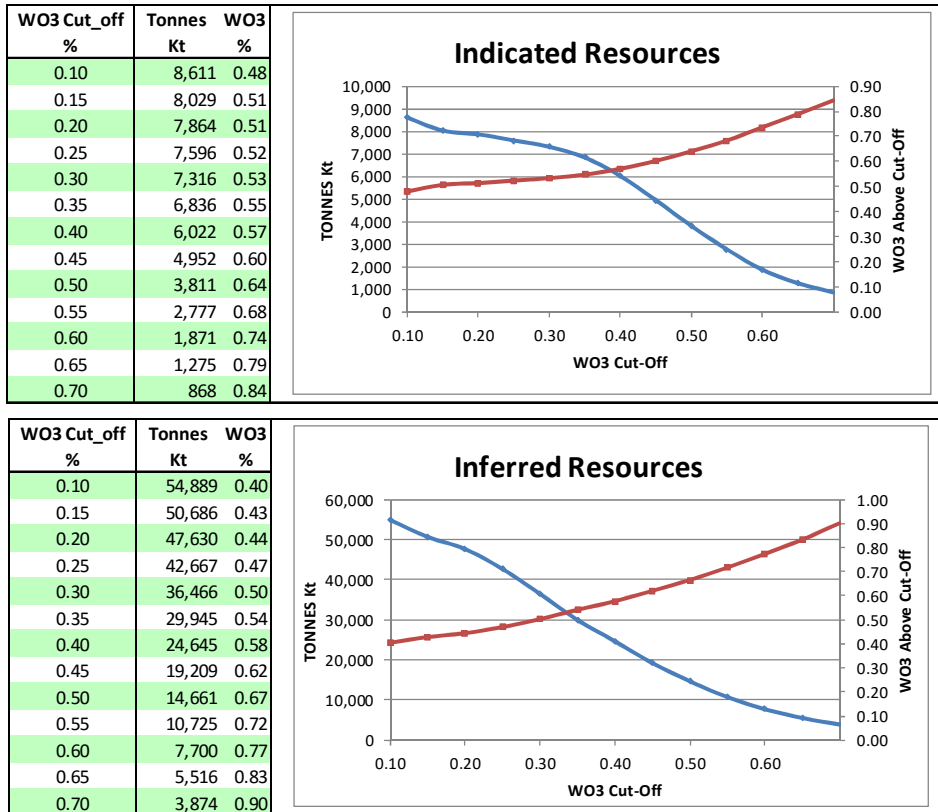 WO3 Cut_off Tonnes WO3
% Kt %
0.10 8,611 0.48
0.15 8,029 0.51
0.20 7,864 0.51
0.25 7,596 0.52
0.30 7,316 0.53
0.35 6,836 0.55
0.40 6,022 0.57
0.45 4,952 0.60
0.50 3,811 0.64
0.55 2,777 0.68
0.60 1,871 0.74
0.65 1,275 0.79
0.70 868 0.84
Indicated Resources
TONNES Kt
10,000
9,000
8,000
7,000
6,000
5,000
4,000
3,000
2,000
1,000
0
0.90
0.80
0.70
0.60
0.50
0.40
0.30
0.20
0.10
0.00
WO3 Above Cut-Off
0.10 0.20 0.30 0.40 0.50 0.60
WO3 Cut-Off
WO3 Cut_off Tonnes WO3
% Kt %
0.10 54,889 0.40
0.15 50,686 0.43
0.20 47,630 0.44
0.25 42,667 0.47
0.30 36,466 0.50
0.35 29,945 0.54
0.40 24,645 0.58
0.45 19,209 0.62
0.50 14,661 0.67
0.55 10,725 0.72
0.60 7,700 0.77
0.65 5,516 0.83
0.70 3,874 0.90
Inferred Resources
TONNES Kt
60,000
50,000
40,000
30,000
20,000
10,000
0
1.00
0.90
0.80
0.70
0.60
0.50
0.40
0.30
0.20
0.10
0.00
WO3 Above Cut-Off
0.10 0.20 0.30 0.40 0.50 0.60
WO3 Cut-Off